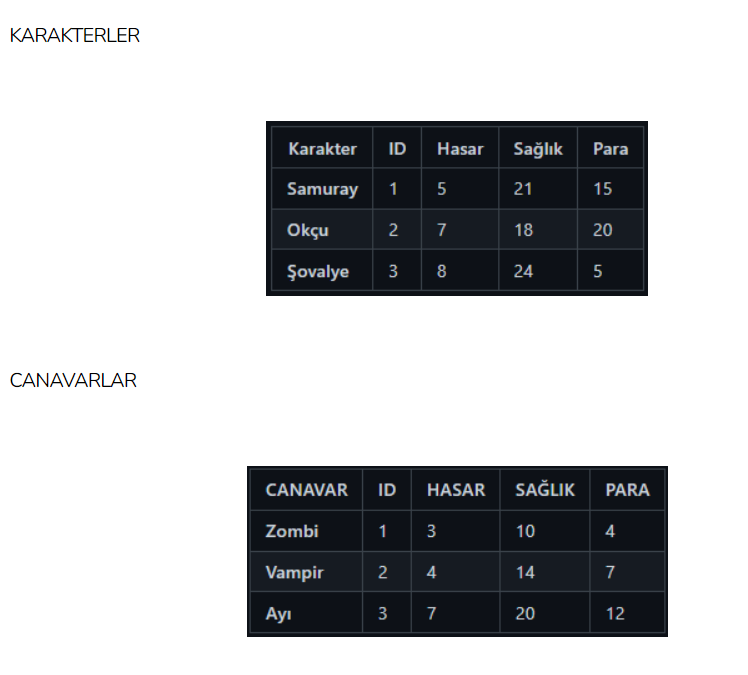 KARAKTERLER
Karakter ID Hasar Sağlık Para
Samuray 1 5 21 15
Okçu 2 7 18 20
Şovalye 3 8 24 5
CANAVARLAR
CANAVAR ID HASAR SAĞLIK PARA
Zombi 1 3 10 4
Vampir 2 4 14 7
Ayı 3 7 20 12